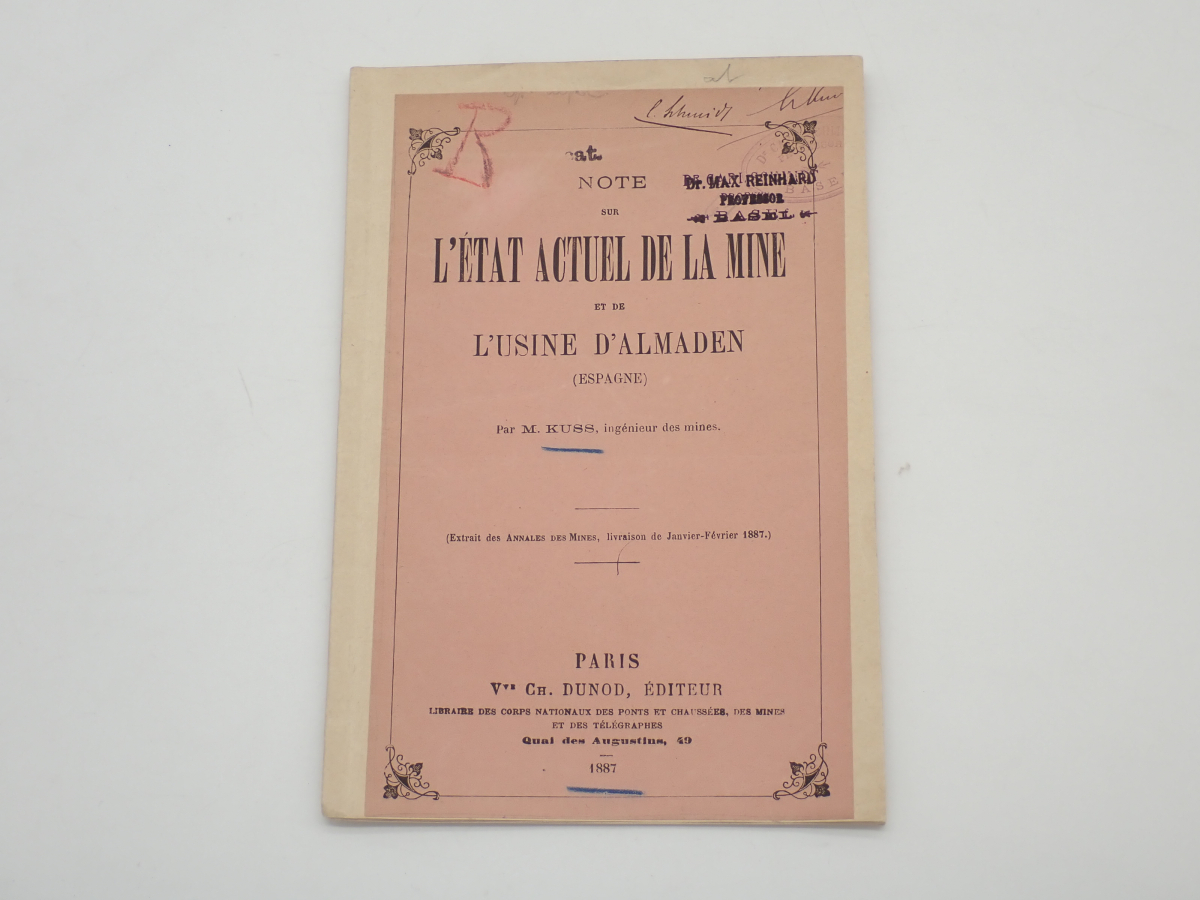 C. Schmidt
B
cat.
NOTE
Dr. MAX REINHARD
PROFESSOR
BASEL
SUR
L'ÉTAT ACTUEL DE LA MINE
ET DE
L'USINE D'ALMADEN
(ESPAGNE)
Par M. KUSS, ingénieur des mines.
(Extrait des ANNALES DES MINES, livraison de Janvier-Février 1887.)
PARIS
Vve CH. DUNOD, ÉDITEUR
LIBRAIRE DES CORPS NATIONAUX DES PONTS ET CHAUSSÉES, DES MINES
ET DES TÉLÉGRAPHES
Quai des Augustins, 49
1887